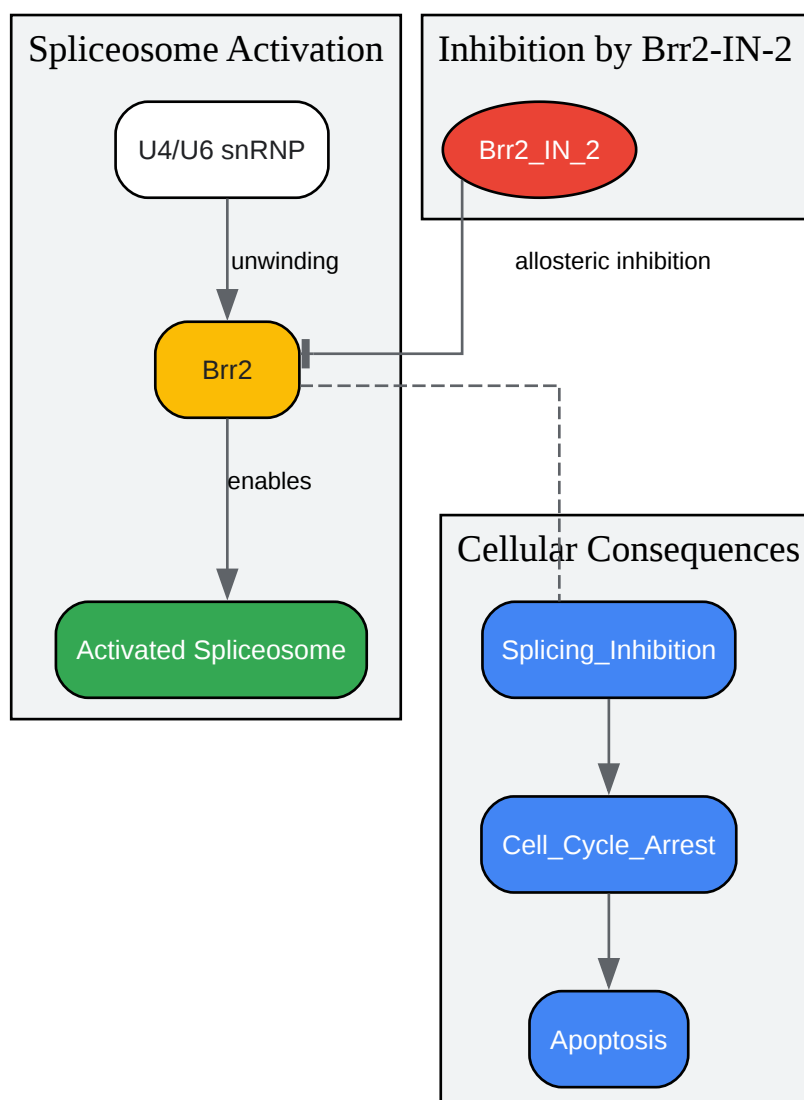 Spliceosome Activation
Inhibition by Brr2-IN-2
U4/U6 snRNP
Brr2_IN_2
unwinding
allosteric inhibition
Brr2
enables
Cellular Consequences
Activated Spliceosome
Splicing_Inhibition
Cell_Cycle_Arrest
Apoptosis